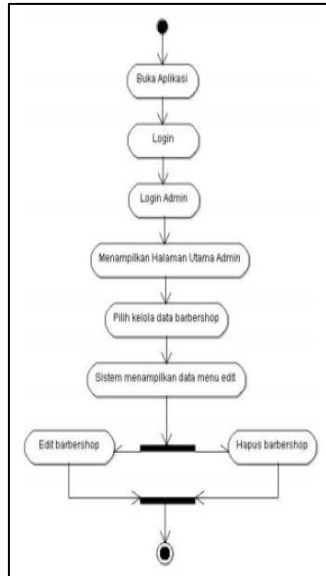 Buka Aplikasi
Login
Login Admin
Menampilkan Halaman Utama Admin
Pilih kelola data barbershop
Sistem menampilkan data menu edit
Edit barbershop
Hapus barbershop